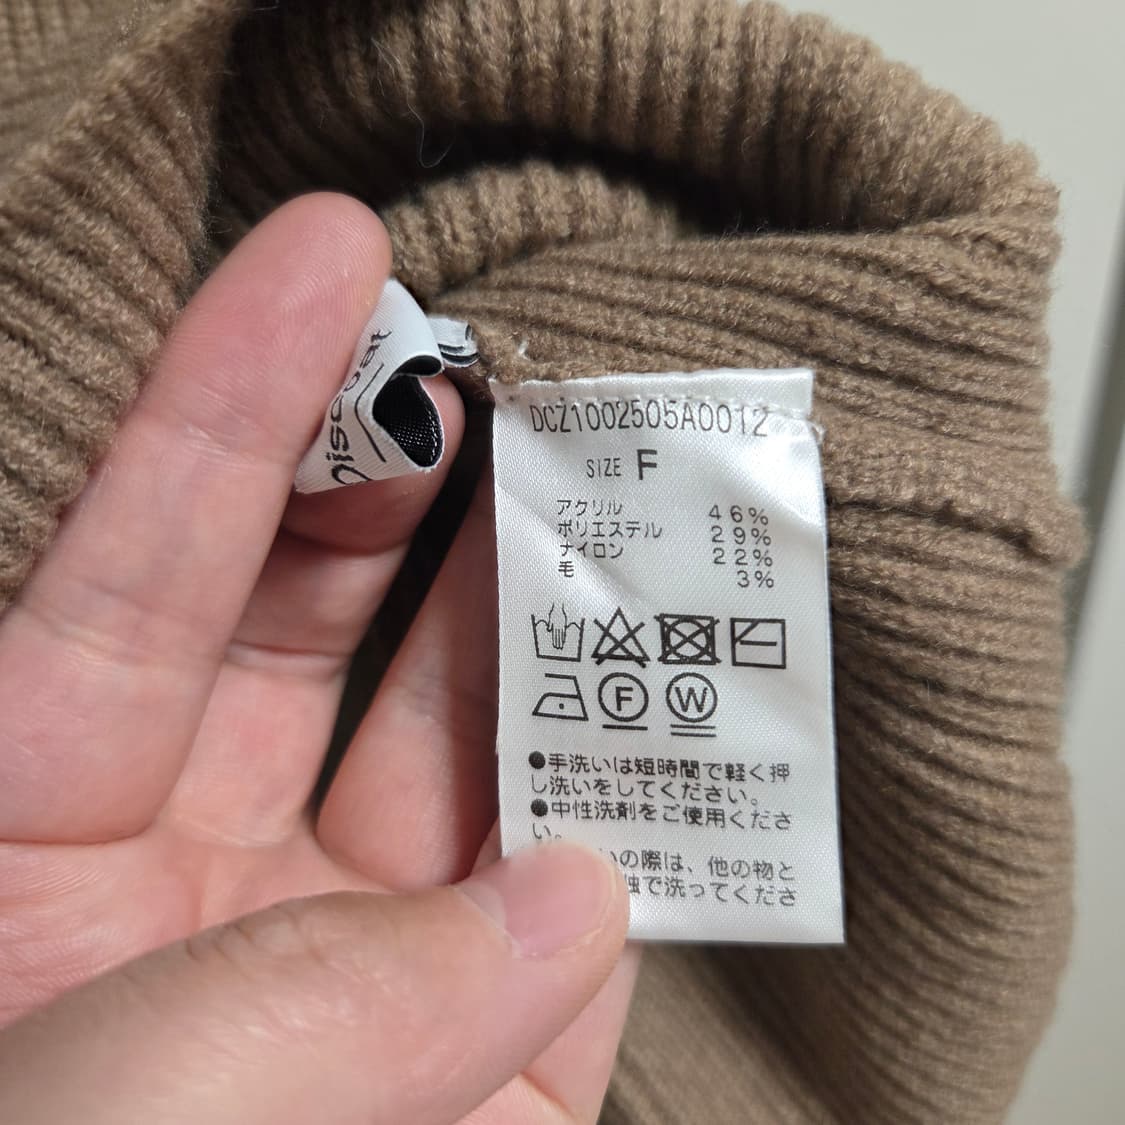 Discoat
DCZ1002505A0012
SIZE F
アクリル 46%
ポリエステル 29%
ナイロン 22%
毛 3%
F W
●手洗いは短時間で軽く押
し洗いをしてください。
●中性洗剤をご使用くださ
い。
の際は、他の物と
で洗ってくださ